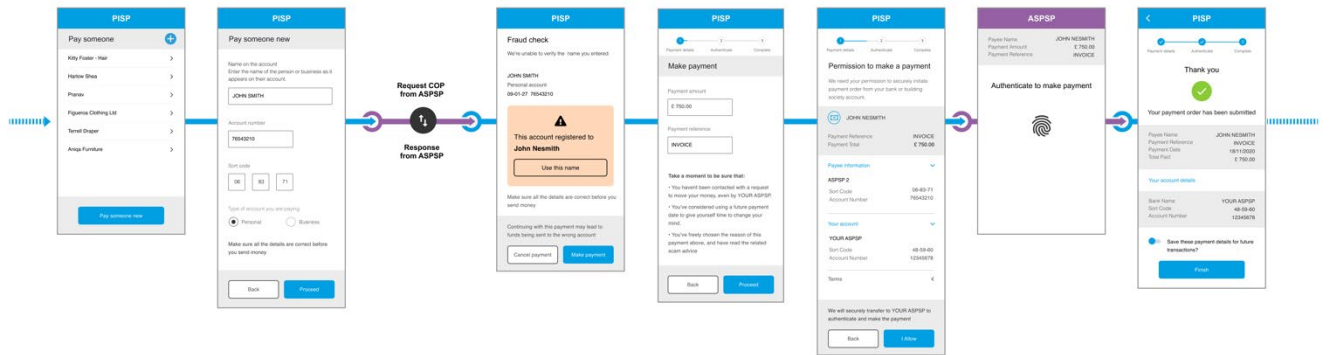 PISP
Pay someone
Kitty Foster - Hair
Harlow Shea
Pranav
Figueroa Clothing Ltd
Terrell Draper
Aroga Furniture
Pay someone new
PISP
Pay someone new
Name on the account
Enter the name of the person or business as it
appears on their account.
JOHN SMITH
Account number
76543210
Sort code
06 83 71
Type of account you are paying
Personal Business
Make sure all the details are correct before
you send money
Back Proceed
Request COP
from ASPSP
Response
from ASPSP
PISP
Fraud check
We're unable to verify the name you entered
JOHN SMITH
Personal account
09-01-27 76543210
This account registered to
John Nesmith
Use this name
Make sure all the details are correct before you
send money
Continuing with this payment may lead to
funds being sent to the wrong account
Cancel payment Make payment
PISP
Payment details Authenticate Complete
Make payment
Payment amount
£ 750.00
Payment reference
INVOICE
Take a moment to be sure that:
• You havent been contacted with a request
to move your money, even by YOUR ASPSP.
• You've considered using a future payment
date to give yourself time to change your
mind.
• You've freely chosen the reason of this
payment above, and have read the related
scam advice
Back Proceed
PISP
Payment details Authenticate Complete
Permission to make a payment
We need your permission to securely initiate
payment order from your bank or building
society account.
JOHN NESMITH
Payment Reference INVOICE
Payment Total £ 750.00
Payee information
ASPSP 2
Sort Code 06-83-71
Account Number 76543210
Your account
YOUR ASPSP
Sort Code 48-59-60
Account Number 12345678
Terms
We will securely transfer to YOUR ASPSP to
authenticate and make the payment
Back I Allow
ASPSP
Payee Name JOHN NESMITH
Payment Amount £ 750.00
Payment Reference INVOICE
Authenticate to make payment
PISP
Payment details Authenticate Complete
Thank you
Your payment order has been submitted
Payee Name JOHN NESMITH
Payment Reference INVOICE
Payment Date 18/11/2020
Total Paid £ 750.00
Your account details
Bank Name YOUR ASPSP
Sort Code 48-59-60
Account Number 12345678
Save these payment details for future
transactions?
Finish